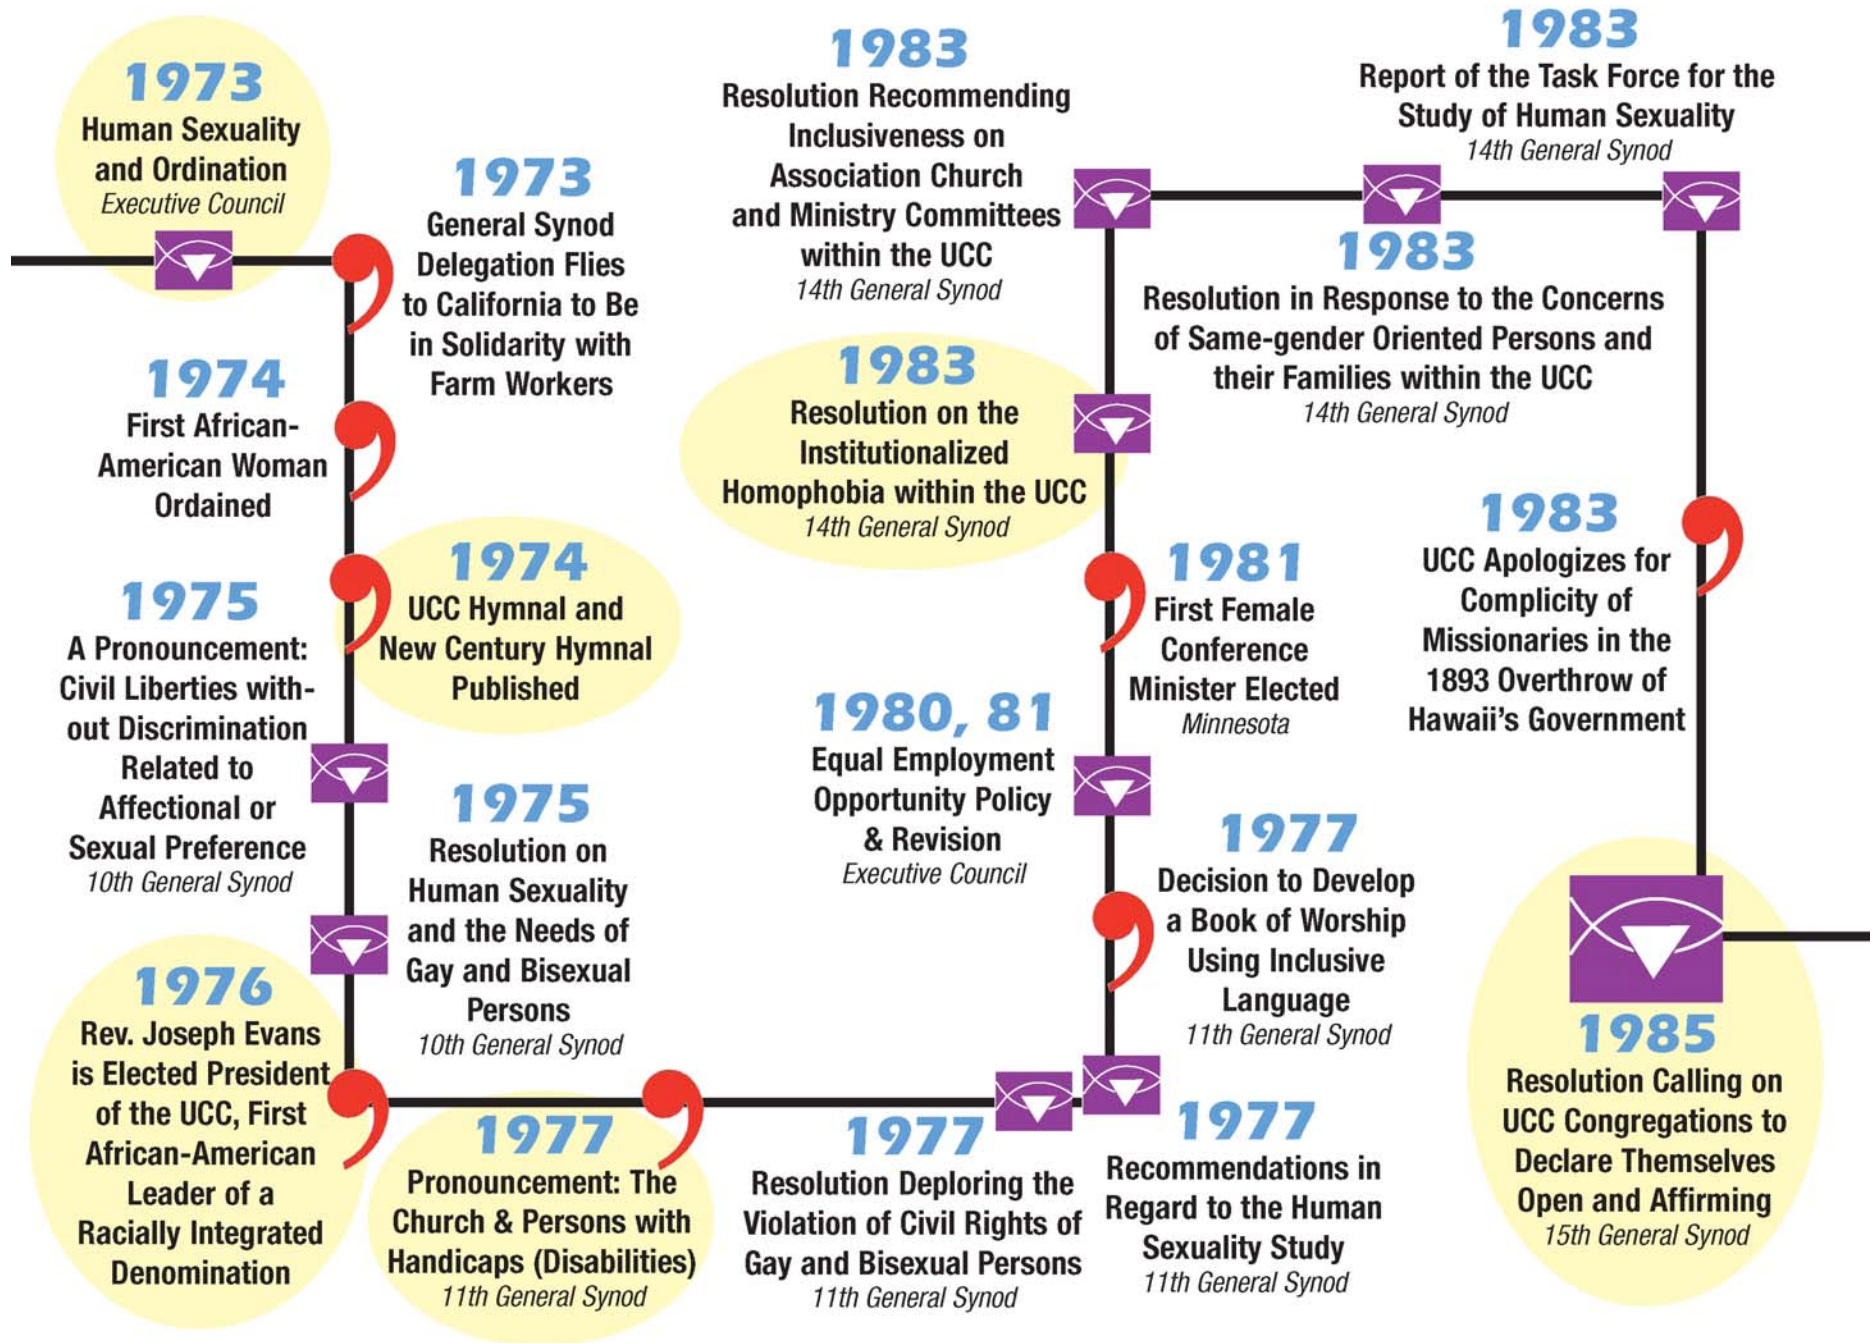 1973
Human Sexuality
and Ordination
Executive Council
1973
General Synod
Delegation Flies
to California to Be
in Solidarity with
Farm Workers
1974
First African-
American Woman
Ordained
1974
UCC Hymnal and
New Century Hymnal
Published
1975
A Pronouncement:
Civil Liberties with-
out Discrimination
Related to
Affectional or
Sexual Preference
10th General Synod
1975
Resolution on
Human Sexuality
and the Needs of
Gay and Bisexual
Persons
10th General Synod
1976
Rev. Joseph Evans
is Elected President
of the UCC, First
African-American
Leader of a
Racially Integrated
Denomination
1977
Pronouncement: The
Church & Persons with
Handicaps (Disabilities)
11th General Synod
1977
Resolution Deploring the
Violation of Civil Rights of
Gay and Bisexual Persons
11th General Synod
1977
Recommendations in
Regard to the Human
Sexuality Study
11th General Synod
1977
Decision to Develop
a Book of Worship
Using Inclusive
Language
11th General Synod
1980, 81
Equal Employment
Opportunity Policy
& Revision
Executive Council
1981
First Female
Conference
Minister Elected
Minnesota
1983
Resolution on the
Institutionalized
Homophobia within the UCC
14th General Synod
1983
Resolution Recommending
Inclusiveness on
Association Church
and Ministry Committees
within the UCC
14th General Synod
1983
Resolution in Response to the Concerns
of Same-gender Oriented Persons and
their Families within the UCC
14th General Synod
1983
Report of the Task Force for the
Study of Human Sexuality
14th General Synod
1983
UCC Apologizes for
Complicity of
Missionaries in the
1893 Overthrow of
Hawaii’s Government
1985
Resolution Calling on
UCC Congregations to
Declare Themselves
Open and Affirming
15th General Synod